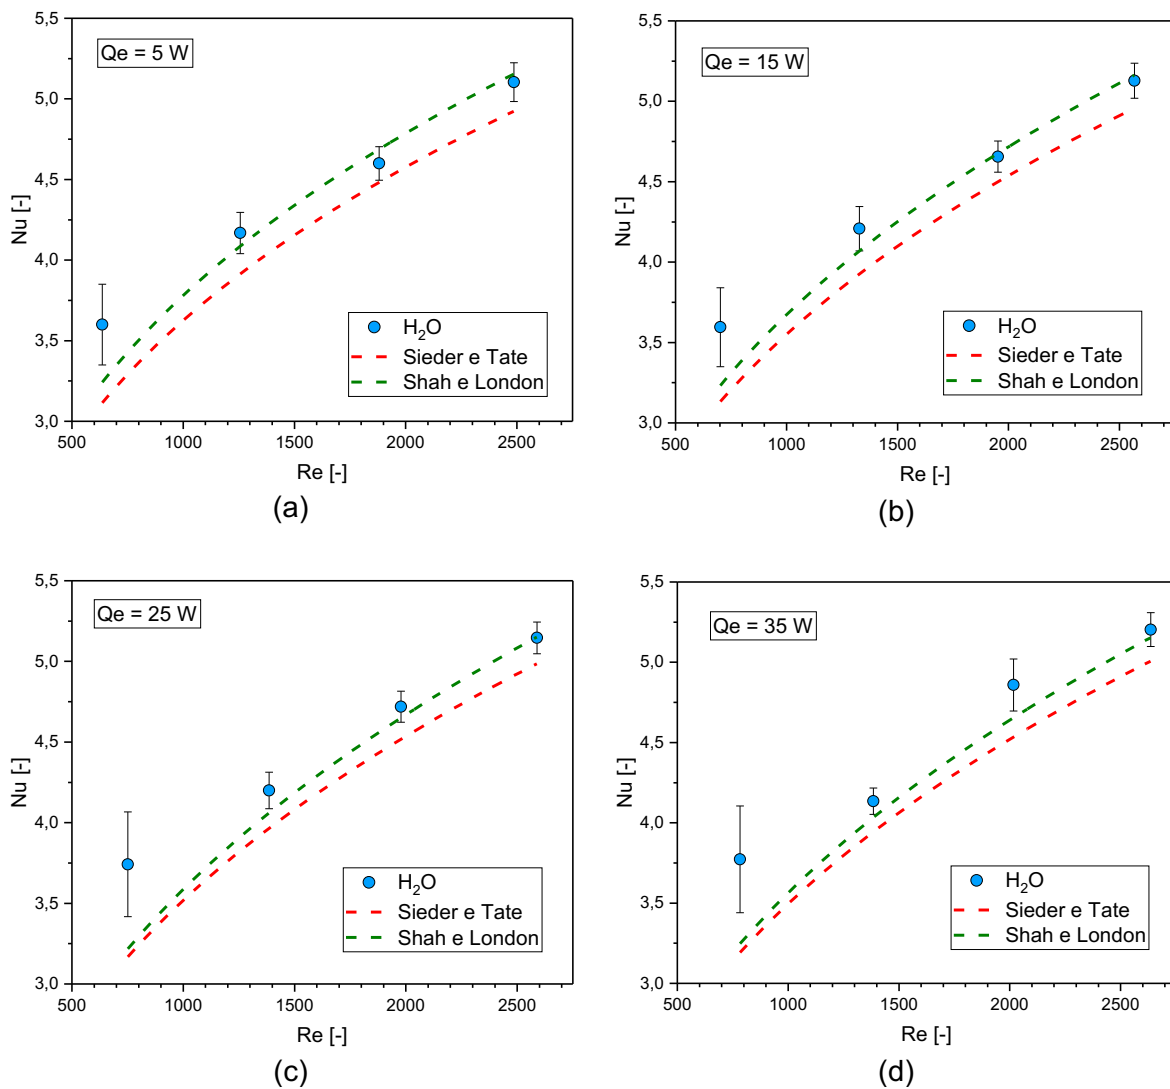 Qe = 5 W
5,5
5,0
4,5
4,0
3,5
3,0
Nu [-]
H₂O
Sieder e Tate
Shah e London
500 1000 1500 2000 2500
Re [-]
(a)
Qe = 15 W
5,5
5,0
4,5
4,0
3,5
3,0
Nu [-]
H₂O
Sieder e Tate
Shah e London
500 1000 1500 2000 2500
Re [-]
(b)
Qe = 25 W
5,5
5,0
4,5
4,0
3,5
3,0
Nu [-]
H₂O
Sieder e Tate
Shah e London
500 1000 1500 2000 2500
Re [-]
(c)
Qe = 35 W
5,5
5,0
4,5
4,0
3,5
3,0
Nu [-]
H₂O
Sieder e Tate
Shah e London
500 1000 1500 2000 2500
Re [-]
(d)